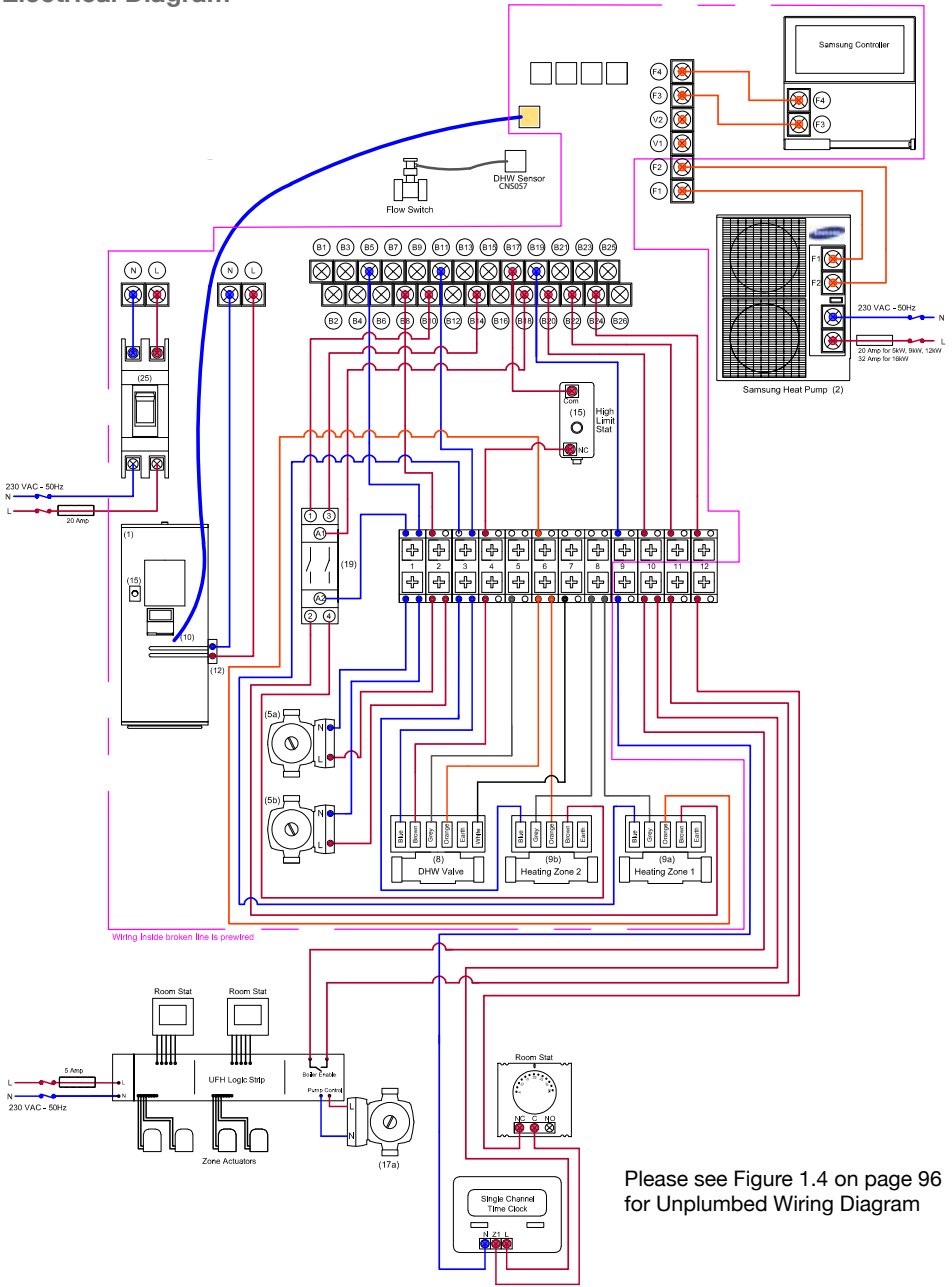 Electrical Diagram
Samsung Controller
F4
F3
V2
V1
F2
F1
F4
F3
DHW Sensor
CNS057
Flow Switch
SAMSUNG
F1
F2
230 VAC - 50Hz
N
L
20 Amp for 5kW, 9kW, 12kW
32 Amp for 16kW
Samsung Heat Pump (2)
N L N L
B1 B3 B5 B7 B9 B11 B13 B15 B17 B19 B21 B23 B25
B2 B4 B6 B8 B10 B12 B14 B16 B18 B20 B22 B24 B26
(25)
230 VAC - 50Hz
N
L
20 Amp
Com
(15)
High
Limit
Stat
NC
1 3
A1
(19)
A2
2 4
1 2 3 4 5 6 7 8 9 10 11 12
(1)
(15)
(10)
(12)
(5a)
N
L
(5b)
N
L
Blue Brown Grey Orange Earth White
(8)
DHW Valve
Blue Grey Orange Brown Earth
(9b)
Heating Zone 2
Blue Grey Orange Brown Earth
(9a)
Heating Zone 1
Wiring inside broken line is prewired
Room Stat
Room Stat
5 Amp
L
N
230 VAC - 50Hz
L
N
UFH Logic Strip
Boiler Enable
Pump Control
L
N
(17a)
Zone Actuators
Room Stat
NC C NO
Single Channel
Time Clock
N Z1 L
Please see Figure 1.4 on page 96
for Unplumbed Wiring Diagram